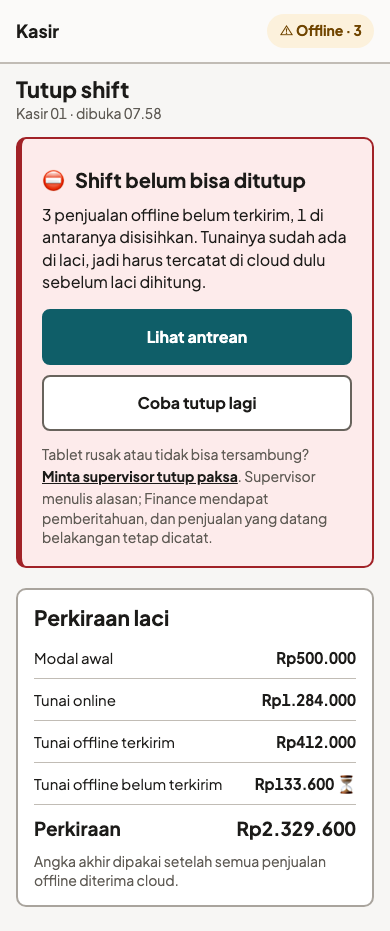 Kasir
⚠ Offline · 3
Tutup shift
Kasir 01 · dibuka 07.58
⛔ Shift belum bisa ditutup
3 penjualan offline belum terkirim, 1 di
antaranya disisihkan. Tunainya sudah ada
di laci, jadi harus tercatat di cloud dulu
sebelum laci dihitung.
Lihat antrean
Coba tutup lagi
Tablet rusak atau tidak bisa tersambung?
Minta supervisor tutup paksa. Supervisor
menulis alasan; Finance mendapat
pemberitahuan, dan penjualan yang datang
belakangan tetap dicatat.
Perkiraan laci
Modal awal Rp500.000
Tunai online Rp1.284.000
Tunai offline terkirim Rp412.000
Tunai offline belum terkirim Rp133.600 ⏳
Perkiraan Rp2.329.600
Angka akhir dipakai setelah semua penjualan
offline diterima cloud.